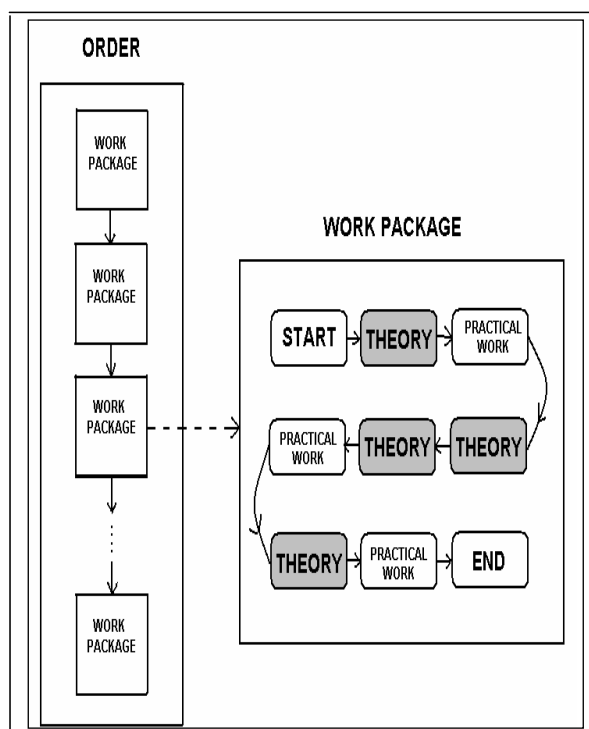 ORDER
WORK
PACKAGE
WORK
PACKAGE
WORK
PACKAGE
WORK
PACKAGE
WORK PACKAGE
START
THEORY
PRACTICAL
WORK
PRACTICAL
WORK
THEORY
THEORY
THEORY
PRACTICAL
WORK
END